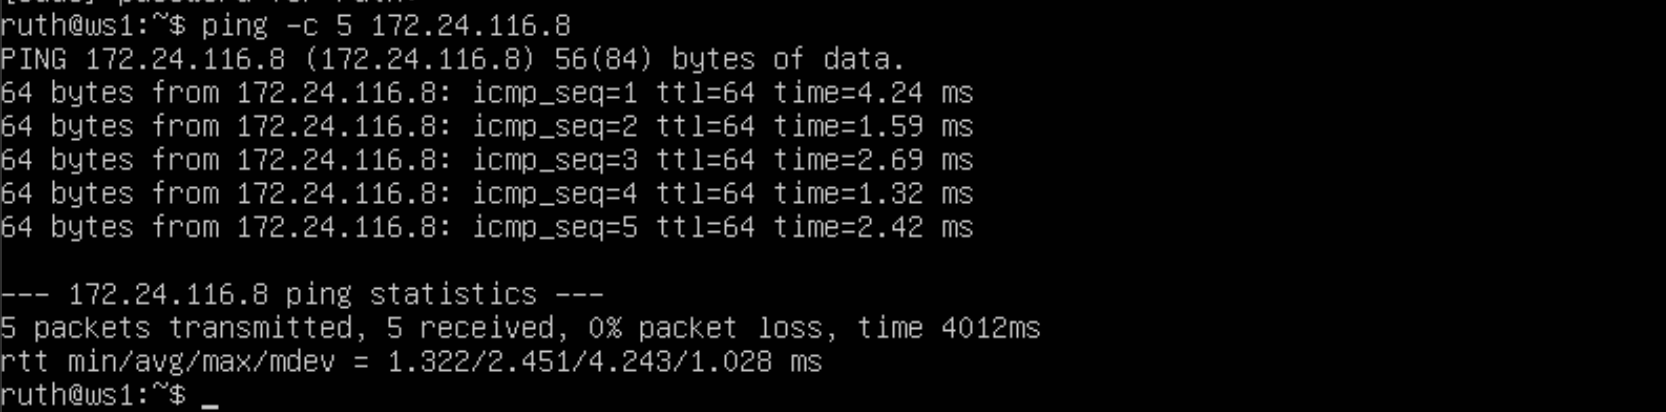 ruth@ws1:~$ ping -c 5 172.24.116.8
PING 172.24.116.8 (172.24.116.8) 56(84) bytes of data.
64 bytes from 172.24.116.8: icmp_seq=1 ttl=64 time=4.24 ms
64 bytes from 172.24.116.8: icmp_seq=2 ttl=64 time=1.59 ms
64 bytes from 172.24.116.8: icmp_seq=3 ttl=64 time=2.69 ms
64 bytes from 172.24.116.8: icmp_seq=4 ttl=64 time=1.32 ms
64 bytes from 172.24.116.8: icmp_seq=5 ttl=64 time=2.42 ms
--- 172.24.116.8 ping statistics ---
5 packets transmitted, 5 received, 0% packet loss, time 4012ms
rtt min/avg/max/mdev = 1.322/2.451/4.243/1.028 ms
ruth@ws1:~$ _